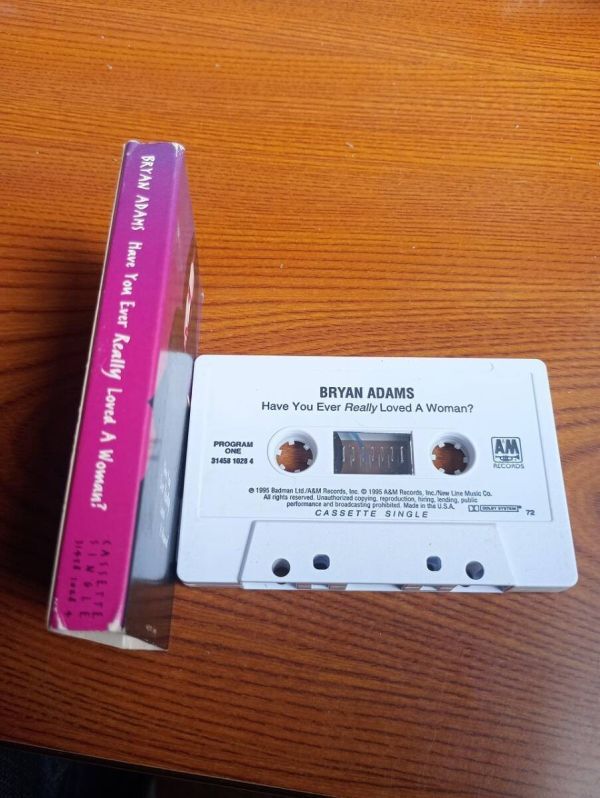 BRYAN ADAMS Have You Ever Really Loved A Woman?
CASSETTE
SINGLE
31458 1028 4
BRYAN ADAMS
Have You Ever Really Loved A Woman?
PROGRAM
ONE
31458 1028 4
A&M
RECORDS
℗ 1995 Badman Ltd./A&M Records, Inc. © 1995 A&M Records, Inc./New Line Music Co.
All rights reserved. Unauthorized copying, reproduction, hiring, lending, public
performance and broadcasting prohibited. Made in the U.S.A.
CASSETTE SINGLE
DOLBY SYSTEM
72